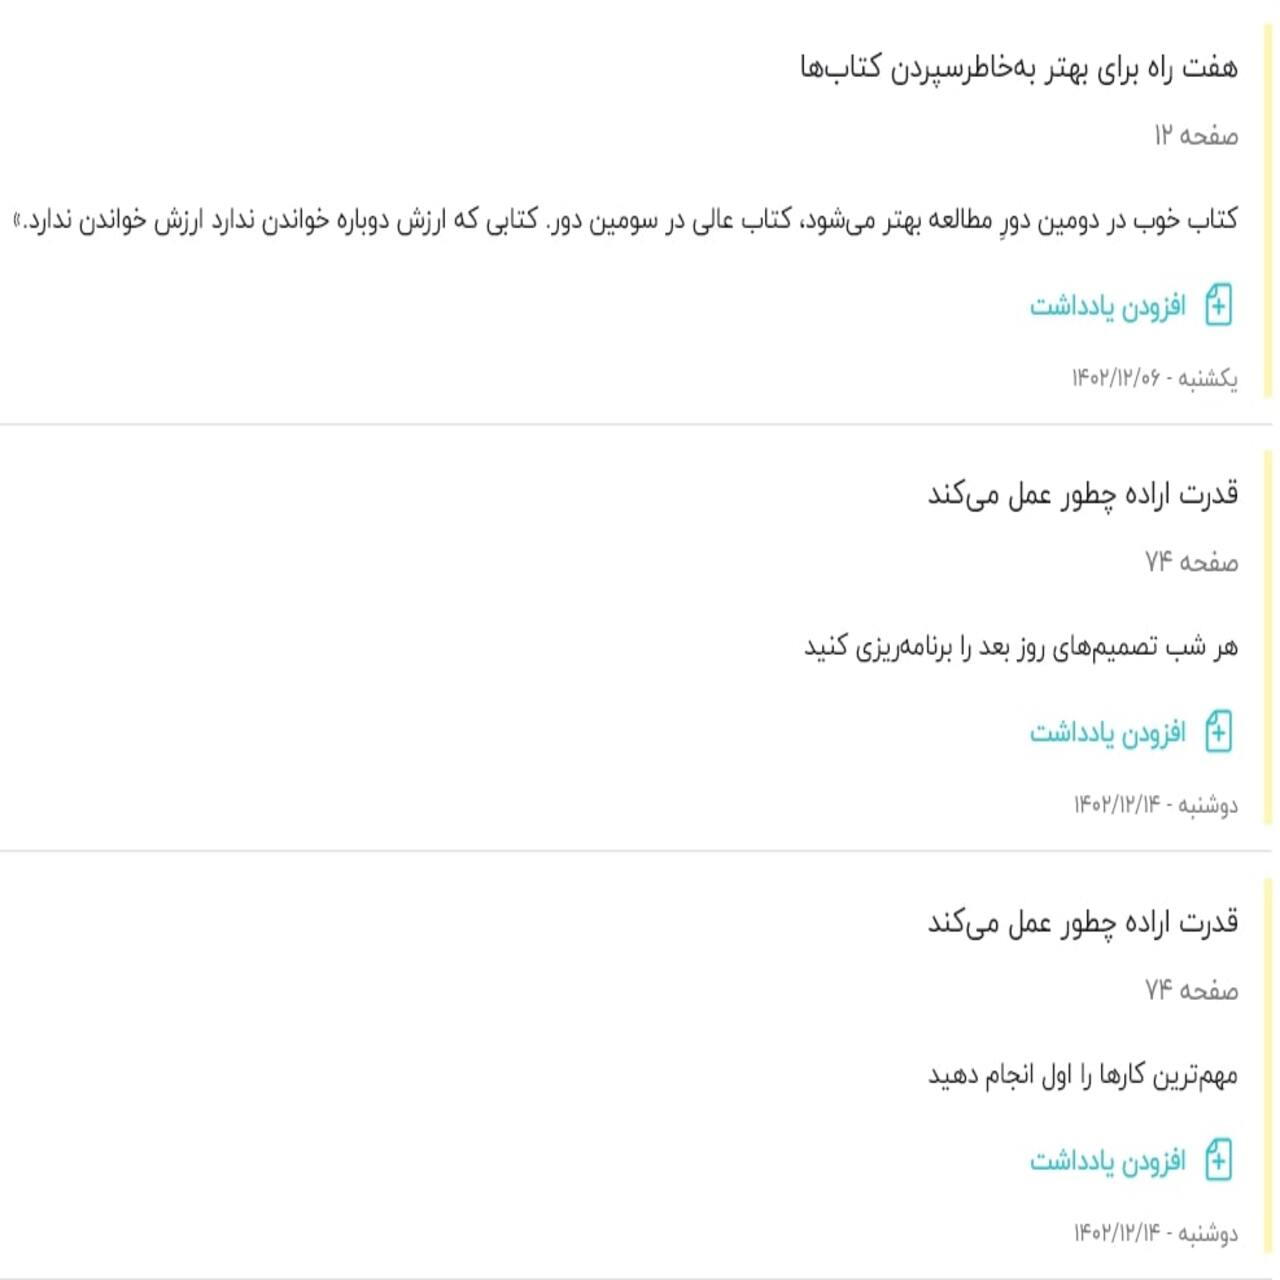 هفت راه برای بهتر به‌خاطرسپردن کتاب‌ها
صفحه ۱۲
کتاب خوب در دومین دورِ مطالعه بهتر می‌شود، کتاب عالی در سومین دور. کتابی که ارزش دوباره خواندن ندارد ارزش خواندن ندارد.»
افزودن یادداشت
یکشنبه - ۱۴۰۲/۱۲/۰۶
قدرت اراده چطور عمل می‌کند
صفحه ۷۴
هر شب تصمیم‌های روز بعد را برنامه‌ریزی کنید
افزودن یادداشت
دوشنبه - ۱۴۰۲/۱۲/۱۴
قدرت اراده چطور عمل می‌کند
صفحه ۷۴
مهم‌ترین کارها را اول انجام دهید
افزودن یادداشت
دوشنبه - ۱۴۰۲/۱۲/۱۴